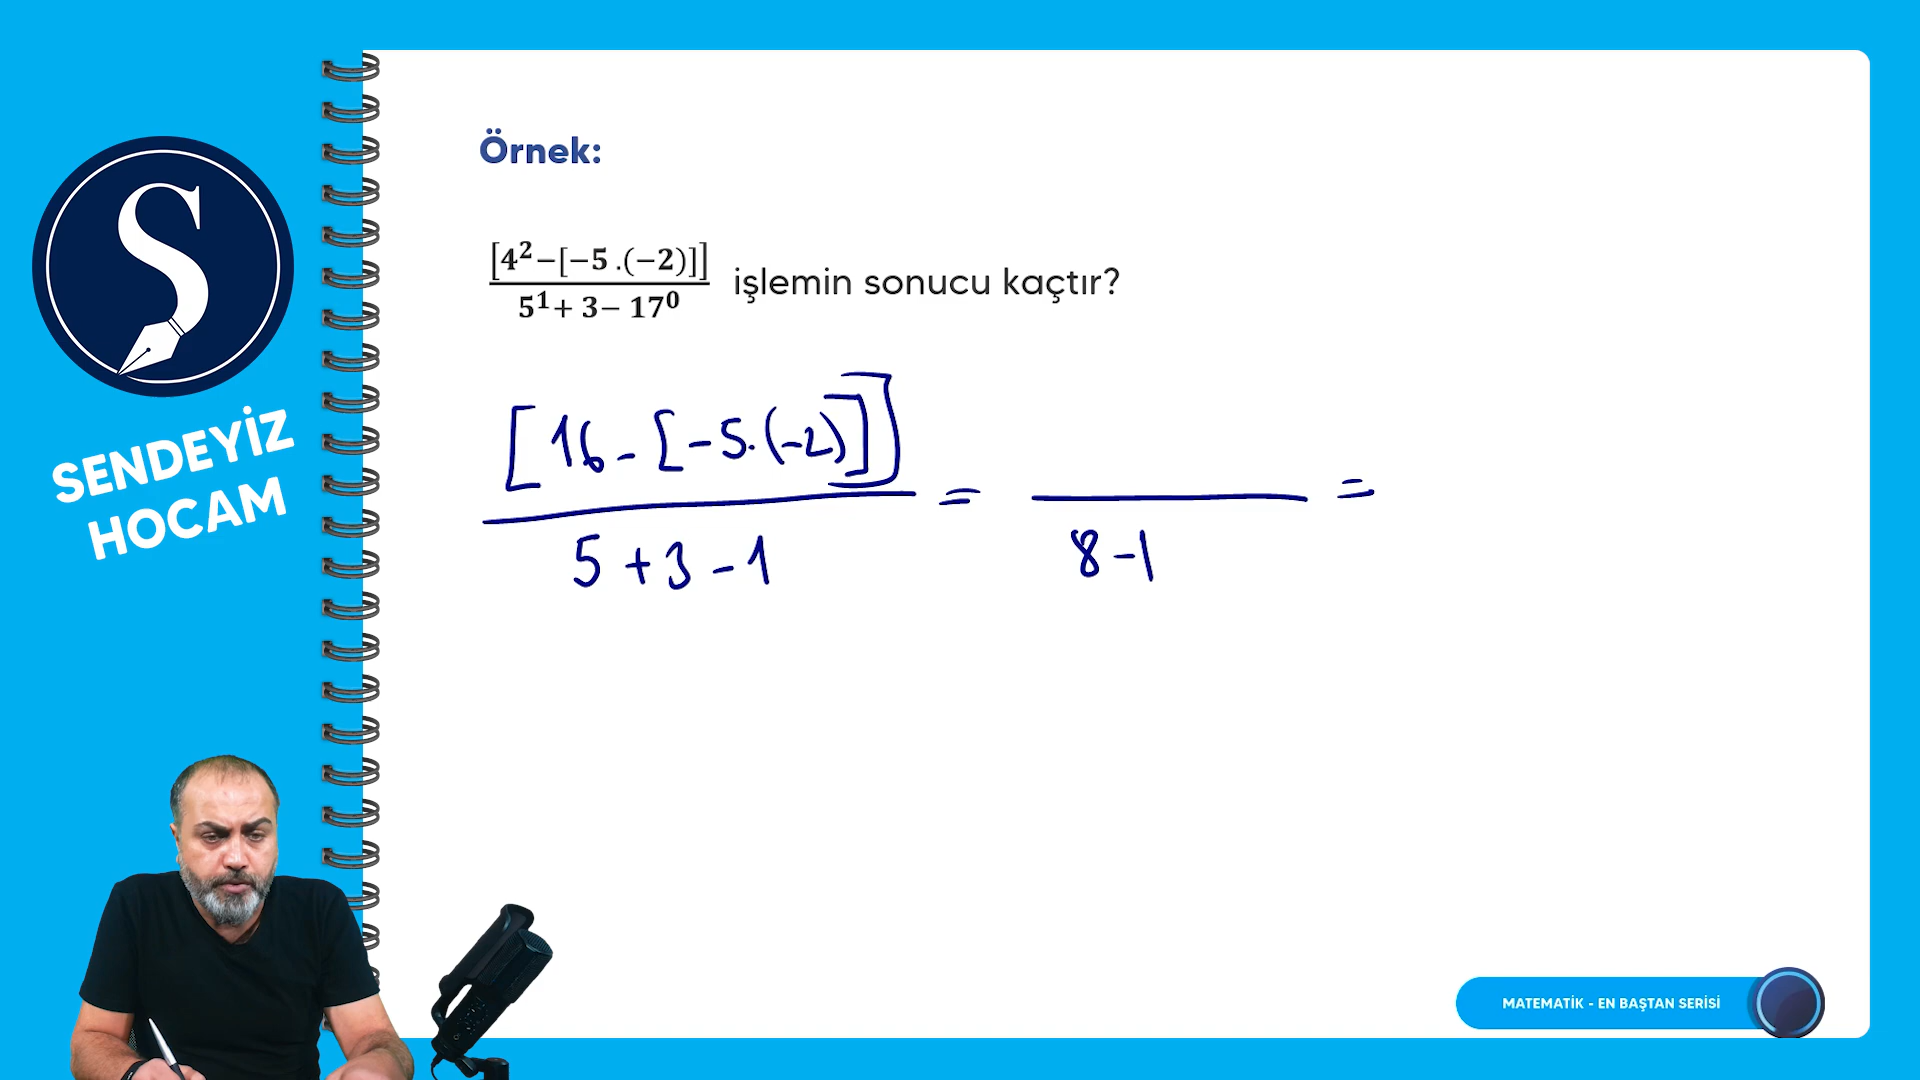 SENDEYİZ
HOCAM
Örnek:
[4²−[−5 .(−2)]]
5¹+ 3− 17⁰
işlemin sonucu kaçtır?
[16-[-5.(-2)]]
5+3-1
=
8-1
=
MATEMATİK - EN BAŞTAN SERİSİ